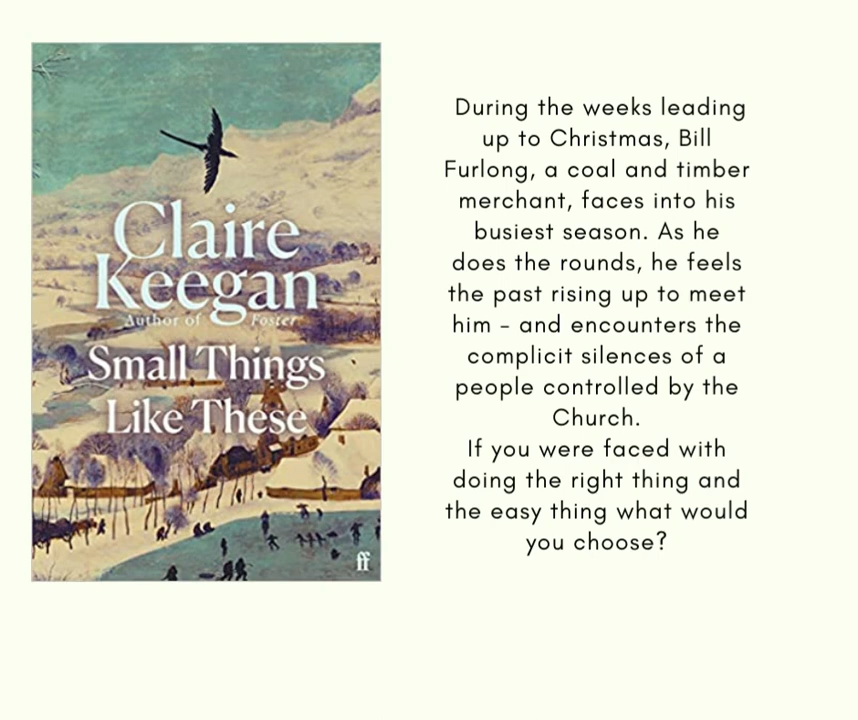 Claire
Keegan
Author of Foster
Small Things
Like These
ff
During the weeks leading
up to Christmas, Bill
Furlong, a coal and timber
merchant, faces into his
busiest season. As he
does the rounds, he feels
the past rising up to meet
him - and encounters the
complicit silences of a
people controlled by the
Church.
If you were faced with
doing the right thing and
the easy thing what would
you choose?